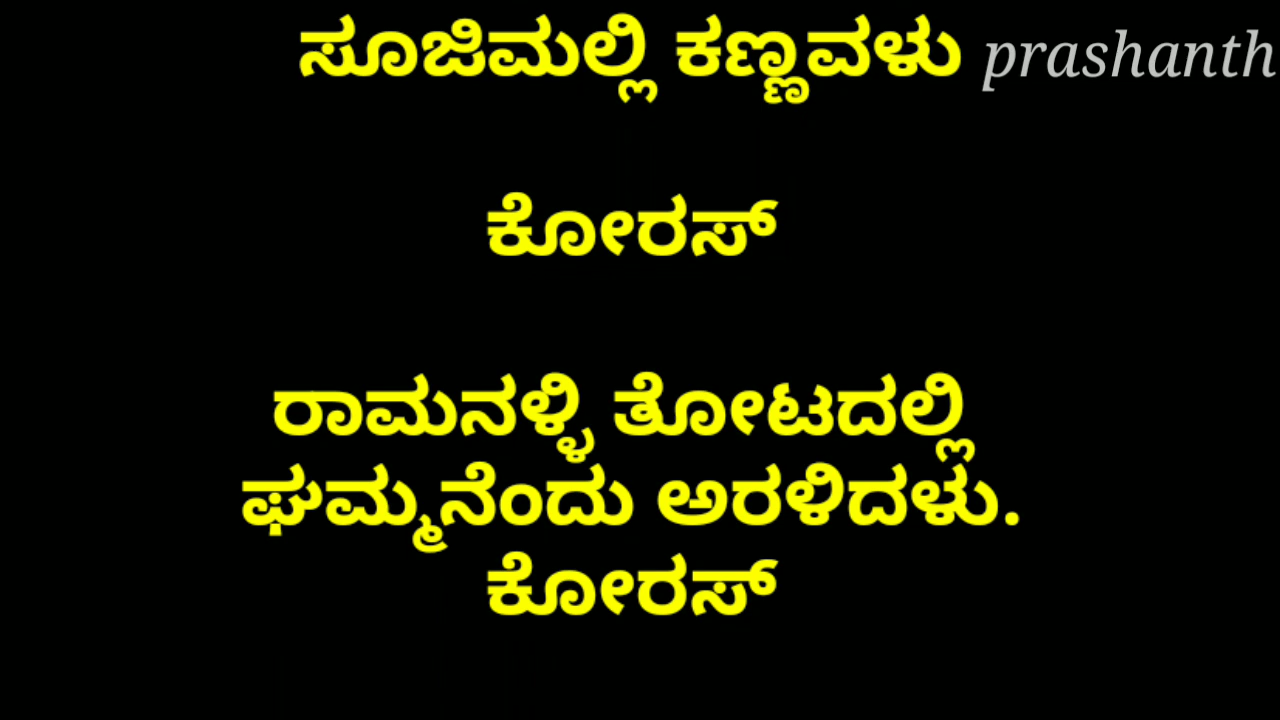 ಸೂಜಿಮಲ್ಲಿ ಕಣ್ಣವಳು prashanth
ಕೋರಸ್
ರಾಮನಳ್ಳಿ ತೋಟದಲ್ಲಿ
ಘಮ್ಮನೆಂದು ಅರಳಿದಳು.
ಕೋರಸ್